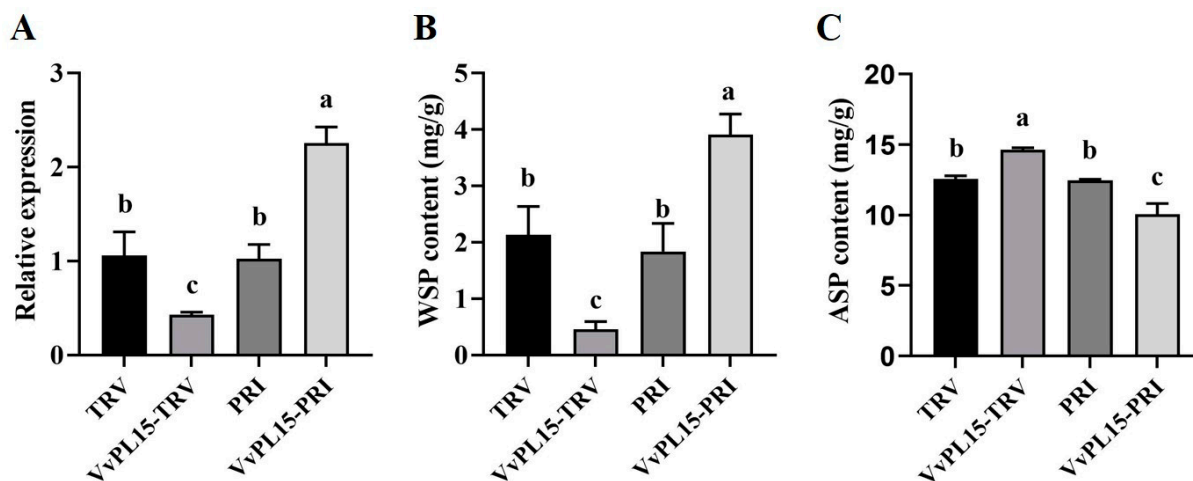 A
Relative expression
3
2
1
0
b
c
b
a
TRV
VvPL15-TRV
PRI
VvPL15-PRI
B
WSP content (mg/g)
5
4
3
2
1
0
b
c
b
a
TRV
VvPL15-TRV
PRI
VvPL15-PRI
C
ASP content (mg/g)
20
15
10
5
0
b
a
b
c
TRV
VvPL15-TRV
PRI
VvPL15-PRI